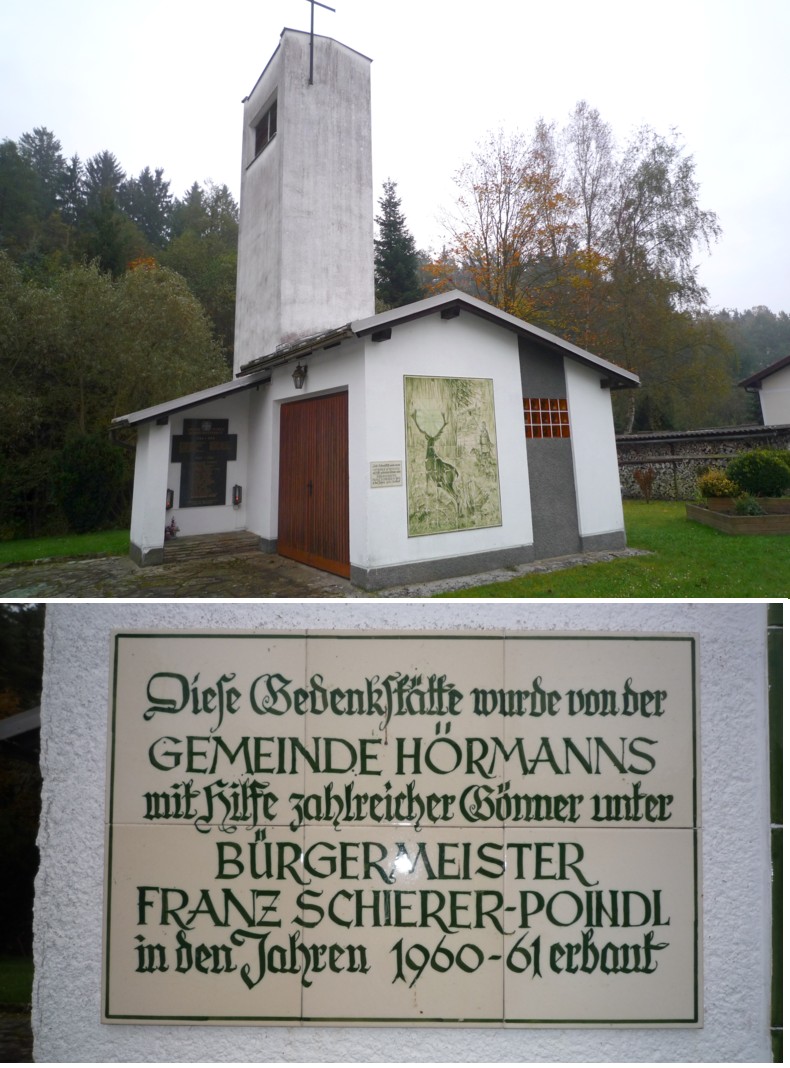 Diese Gedenkstätte wurde von der
GEMEINDE HÖRMANNS
mit Hilfe zahlreicher Gönner unter
BÜRGERMEISTER
FRANZ SCHIERER-POINDL
in den Jahren 1960-61 erbaut